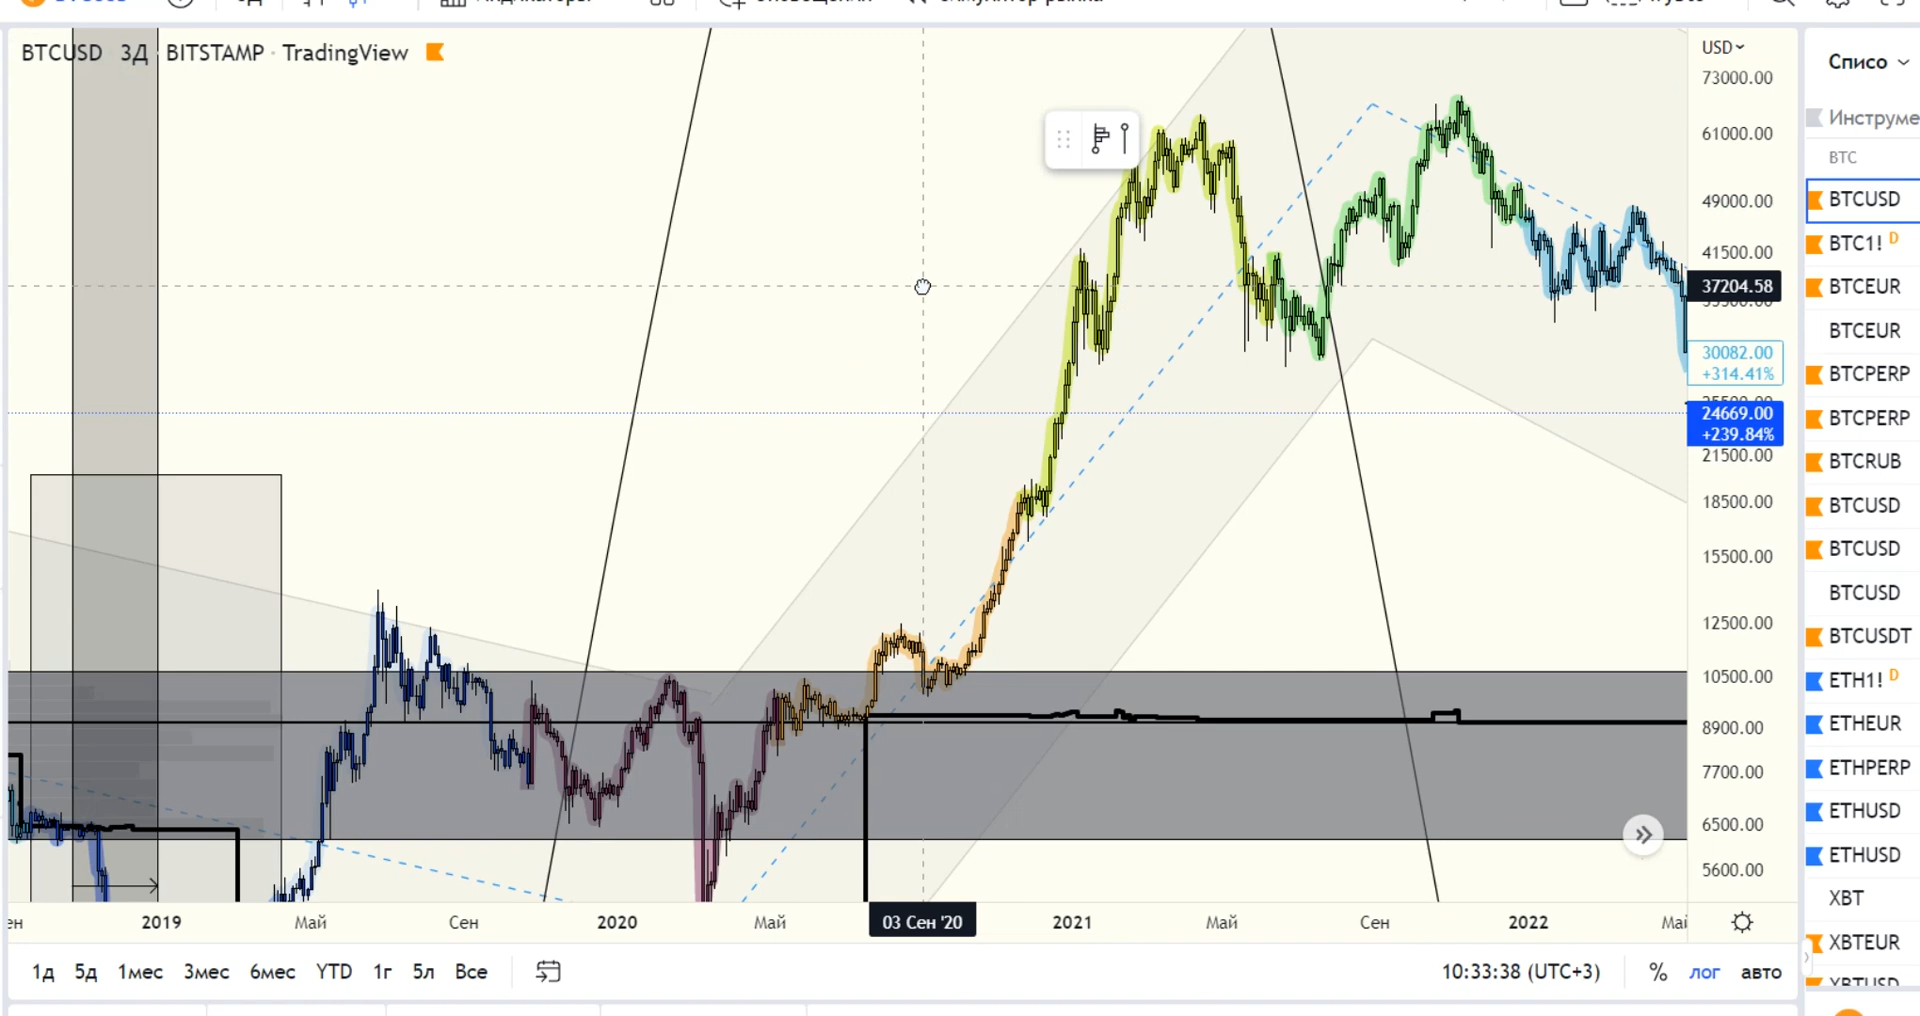 BTCUSD 3Д BITSTAMP · TradingView
USD
73000.00
61000.00
49000.00
41500.00
37204.58
30082.00
+314.41%
24669.00
+239.84%
21500.00
18500.00
15500.00
12500.00
10500.00
8900.00
7700.00
6500.00
5600.00
2019 Май Сен 2020 Май 03 Сен '20 2021 Май Сен 2022
1д 5д 1мес 3мес 6мес YTD 1г 5л Все
10:33:38 (UTC+3) % лог авто
Списо
Инструме
BTC
BTCUSD
BTC1! D
BTCEUR
BTCEUR
BTCPERP
BTCPERP
BTCRUB
BTCUSD
BTCUSD
BTCUSD
BTCUSDT
ETH1! D
ETHEUR
ETHPERP
ETHUSD
ETHUSD
XBT
XBTEUR